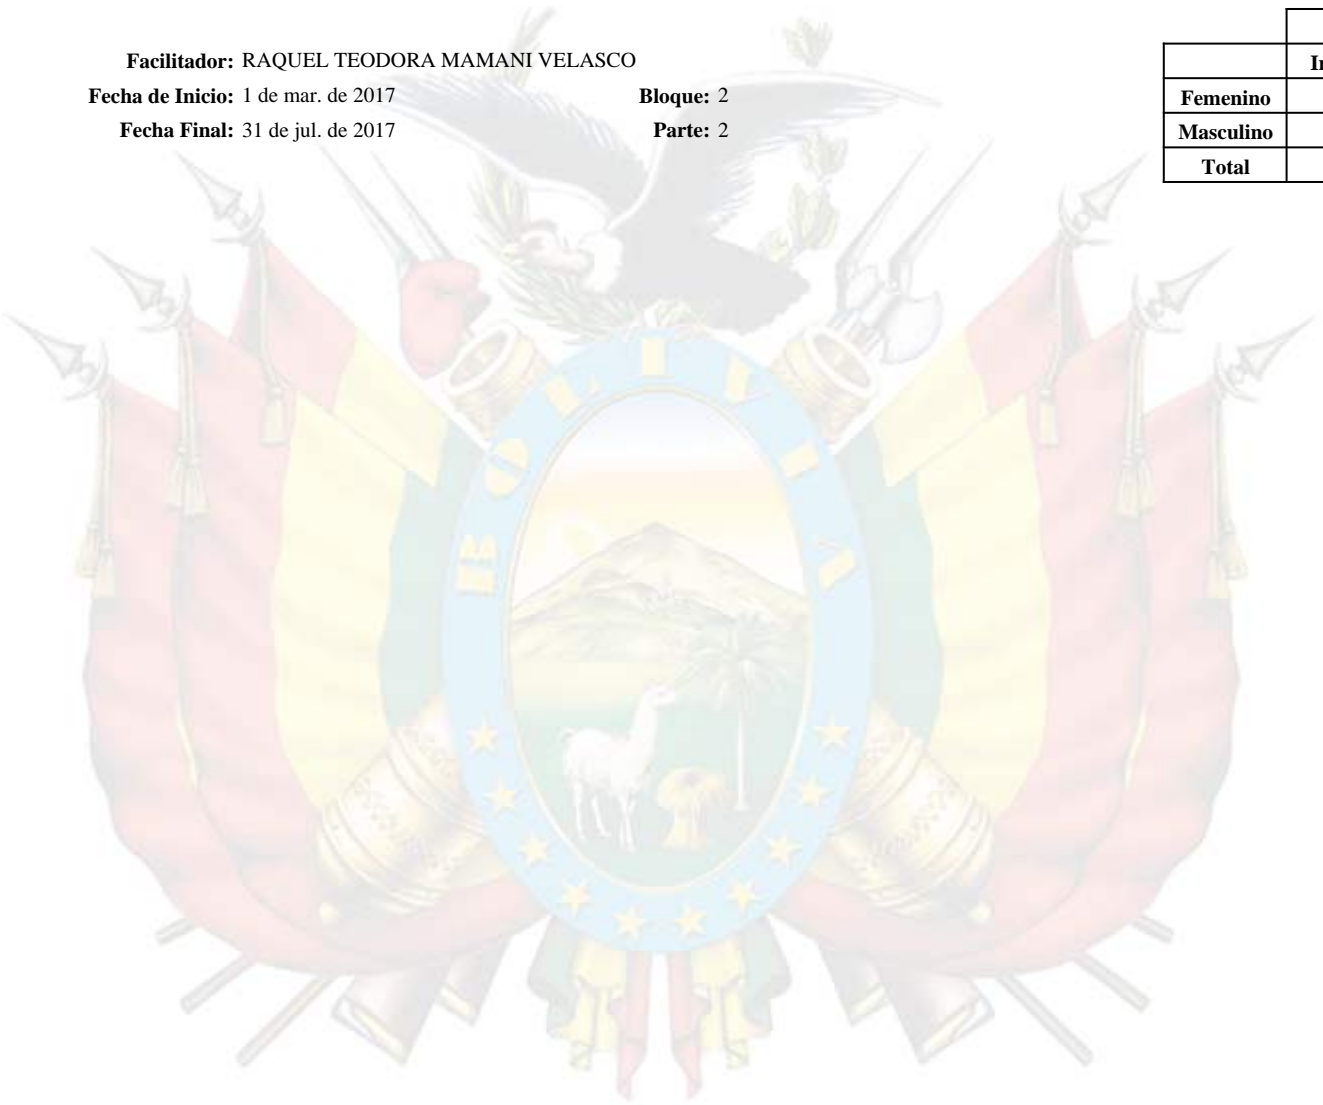 Facilitador: RAQUEL TEODORA MAMANI VELASCO
Fecha de Inicio: 1 de mar. de 2017 Bloque: 2
Fecha Final: 31 de jul. de 2017 Parte: 2
Femenino
Masculino
Total
BOLIVIA